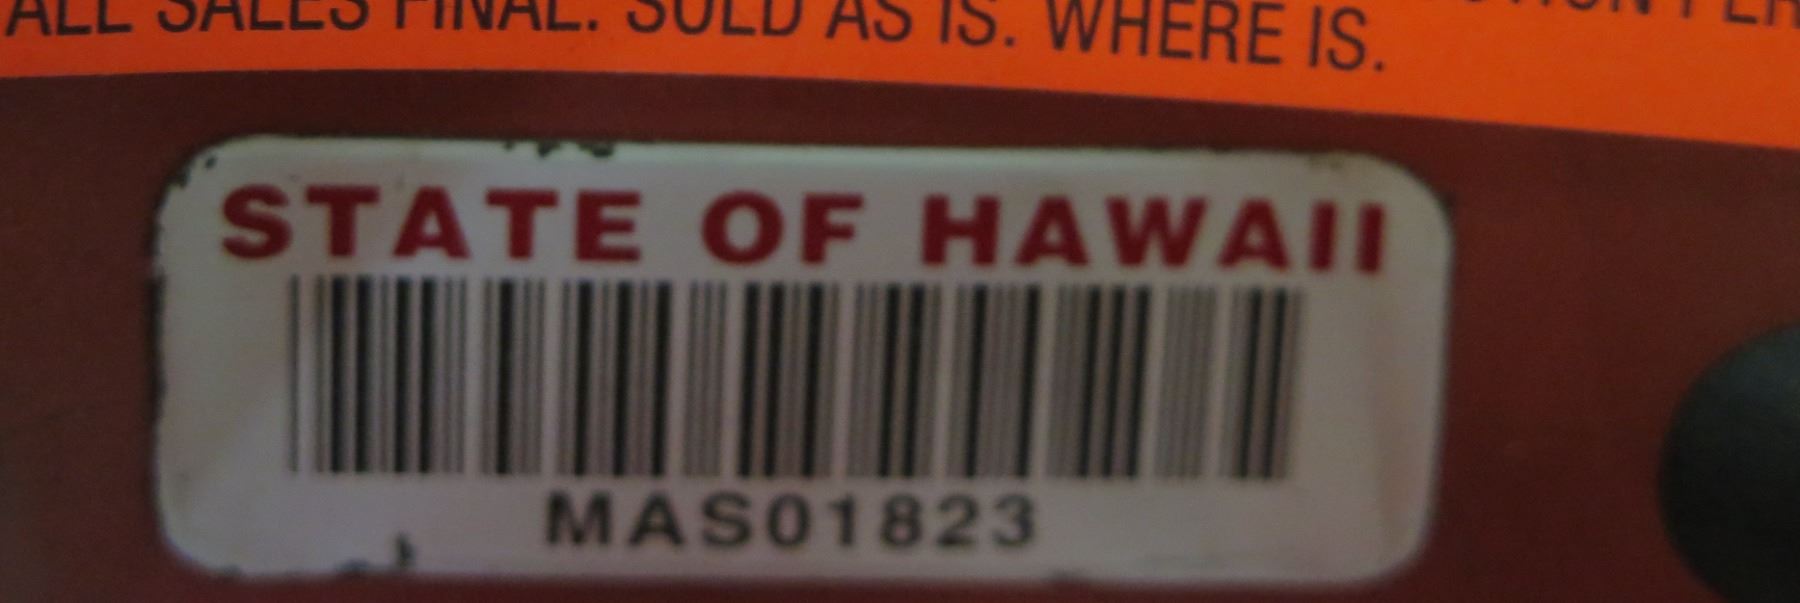 ALL SALES FINAL. SOLD AS IS. WHERE IS.
STATE OF HAWAII
MAS01823